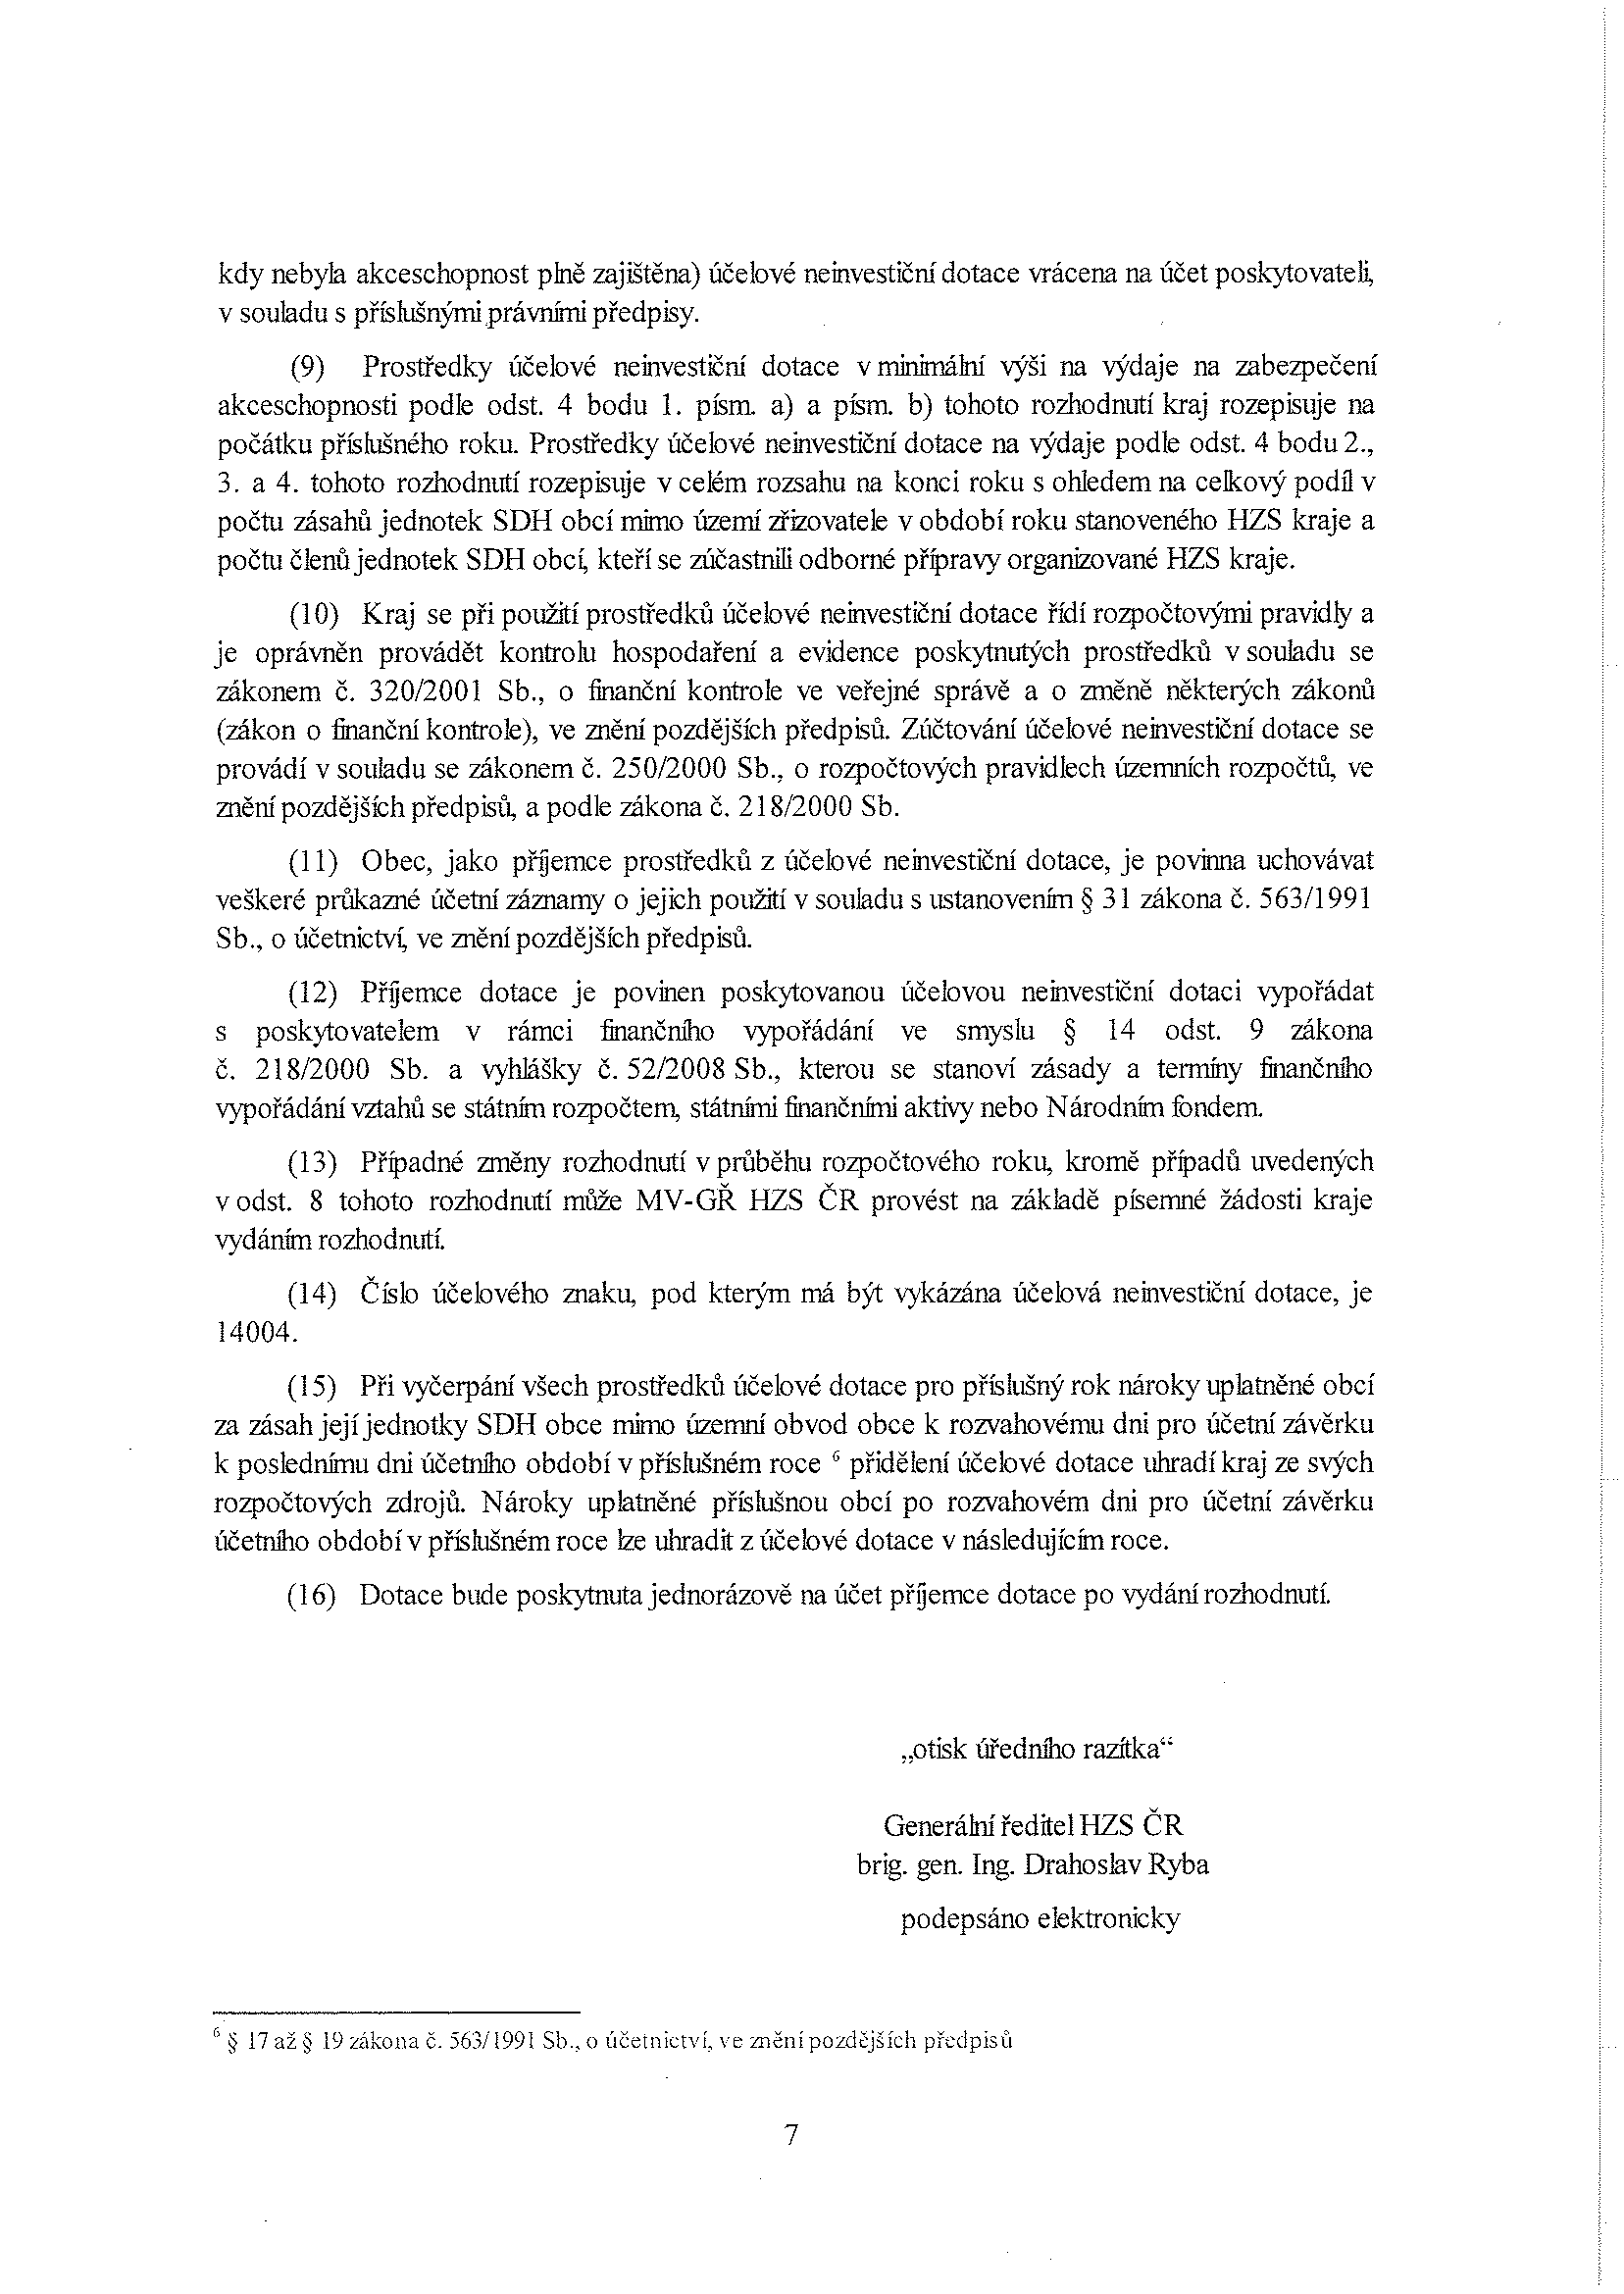 kdy nebyla akceschopnost plně zajištěna) účelové neinvestiční dotace vrácena na účet poskytovateli,
v souladu s příslušnými právními předpisy.
(9) Prostředky účelové neinvestiční dotace v minimální výši na výdaje na zabezpečení
akceschopnosti podle odst. 4 bodu 1. písm. a) a písm. b) tohoto rozhodnutí kraj rozepisuje na
počátku příslušného roku. Prostředky účelové neinvestiční dotace na výdaje podle odst. 4 bodu 2.,
3. a 4. tohoto rozhodnutí rozepisuje v celém rozsahu na konci roku s ohledem na celkový podíl v
počtu zásahů jednotek SDH obcí mimo území zřizovatele v období roku stanoveného HZS kraje a
počtu členů jednotek SDH obcí, kteří se zúčastnili odborné přípravy organizované HZS kraje.
(10) Kraj se při použití prostředků účelové neinvestiční dotace řídí rozpočtovými pravidly a
je oprávněn provádět kontrolu hospodaření a evidence poskytnutých prostředků v souladu se
zákonem č. 320/2001 Sb., o finanční kontrole ve veřejné správě a o změně některých zákonů
(zákon o finanční kontrole), ve znění pozdějších předpisů. Zúčtování účelové neinvestiční dotace se
provádí v souladu se zákonem č. 250/2000 Sb., o rozpočtových pravidlech územních rozpočtů, ve
znění pozdějších předpisů, a podle zákona č. 218/2000 Sb.
(11) Obec, jako příjemce prostředků z účelové neinvestiční dotace, je povinna uchovávat
veškeré průkazné účetní záznamy o jejich použití v souladu s ustanovením § 31 zákona č. 563/1991
Sb., o účetnictví, ve znění pozdějších předpisů.
(12) Příjemce dotace je povinen poskytovanou účelovou neinvestiční dotaci vypořádat
s poskytovatelem v rámci finančního vypořádání ve smyslu § 14 odst. 9 zákona
č. 218/2000 Sb. a vyhlášky č. 52/2008 Sb., kterou se stanoví zásady a termíny finančního
vypořádání vztahů se státním rozpočtem, státními finančními aktivy nebo Národním fondem.
(13) Případné změny rozhodnutí v průběhu rozpočtového roku, kromě případů uvedených
v odst. 8 tohoto rozhodnutí může MV-GŘ HZS ČR provést na základě písemné žádosti kraje
vydáním rozhodnutí.
(14) Číslo účelového znaku, pod kterým má být vykázána účelová neinvestiční dotace, je
14004.
(15) Při vyčerpání všech prostředků účelové dotace pro příslušný rok nároky uplatněné obcí
za zásah její jednotky SDH obce mimo územní obvod obce k rozvahovému dni pro účetní závěrku
k poslednímu dni účetního období v příslušném roce ⁶ přidělení účelové dotace uhradí kraj ze svých
rozpočtových zdrojů. Nároky uplatněné příslušnou obcí po rozvahovém dni pro účetní závěrku
účetního období v příslušném roce lze uhradit z účelové dotace v následujícím roce.
(16) Dotace bude poskytnuta jednorázově na účet příjemce dotace po vydání rozhodnutí.
„otisk úředního razítka“
Generální ředitel HZS ČR
brig. gen. Ing. Drahoslav Ryba
podepsáno elektronicky
⁶ § 17 až § 19 zákona č. 563/1991 Sb., o účetnictví, ve znění pozdějších předpisů
7